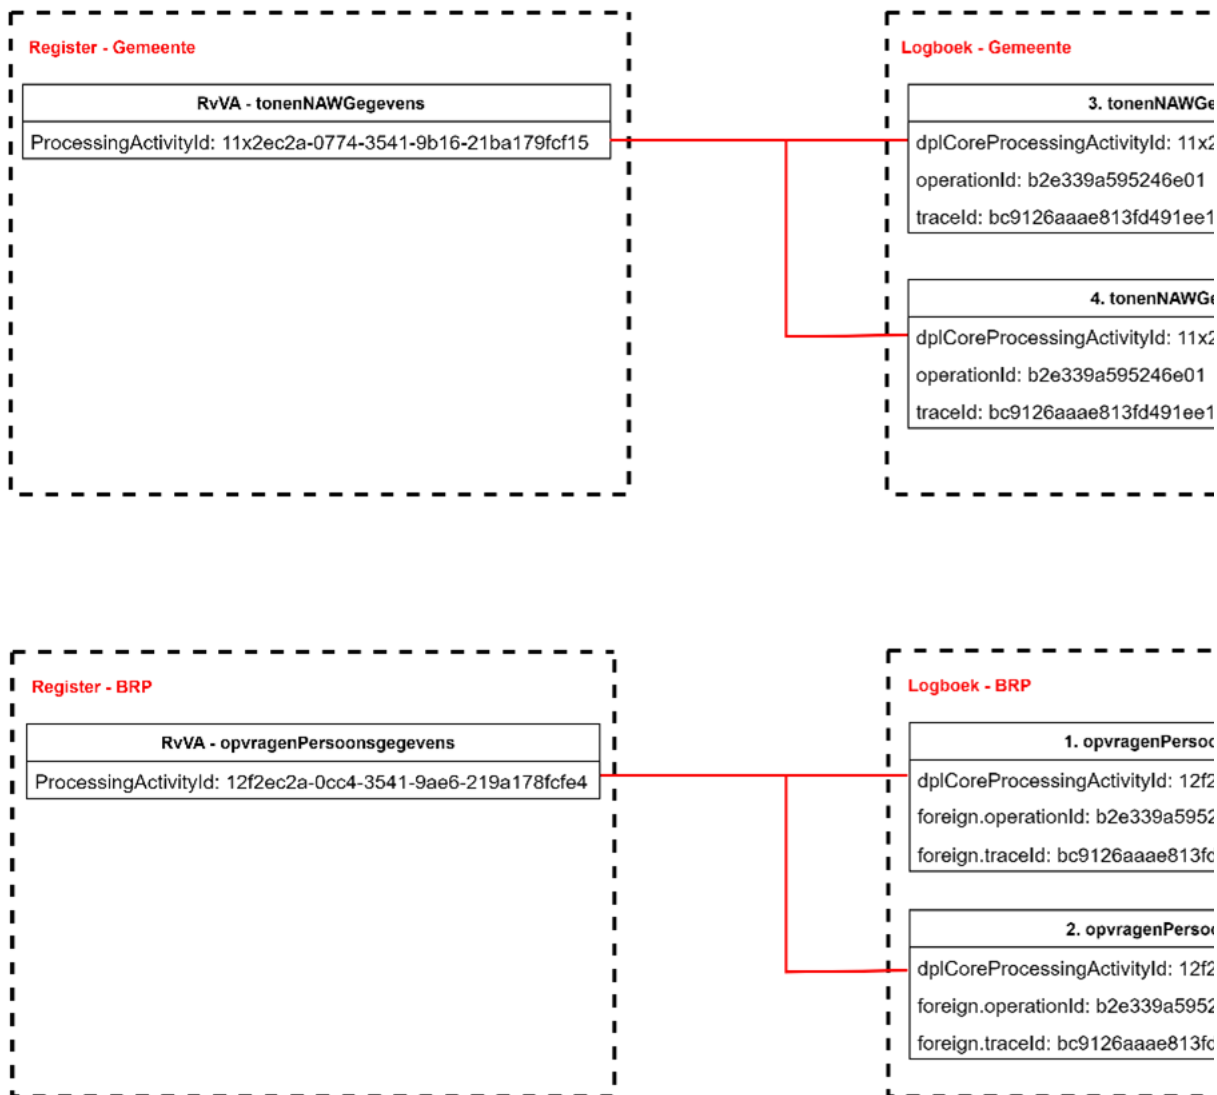 Register - Gemeente
RvVA - tonenNAWGegevens
ProcessingActivityId: 11x2ec2a-0774-3541-9b16-21ba179fcf15
Logboek - Gemeente
3. tonenNAWGe
dplCoreProcessingActivityId: 11x2
operationId: b2e339a595246e01
traceId: bc9126aaae813fd491ee1
4. tonenNAWGe
dplCoreProcessingActivityId: 11x2
operationId: b2e339a595246e01
traceId: bc9126aaae813fd491ee1
Register - BRP
RvVA - opvragenPersoonsgegevens
ProcessingActivityId: 12f2ec2a-0cc4-3541-9ae6-219a178fcfe4
Logboek - BRP
1. opvragenPersoo
dplCoreProcessingActivityId: 12f2
foreign.operationId: b2e339a5952
foreign.traceId: bc9126aaae813fd
2. opvragenPersoo
dplCoreProcessingActivityId: 12f2
foreign.operationId: b2e339a5952
foreign.traceId: bc9126aaae813fd